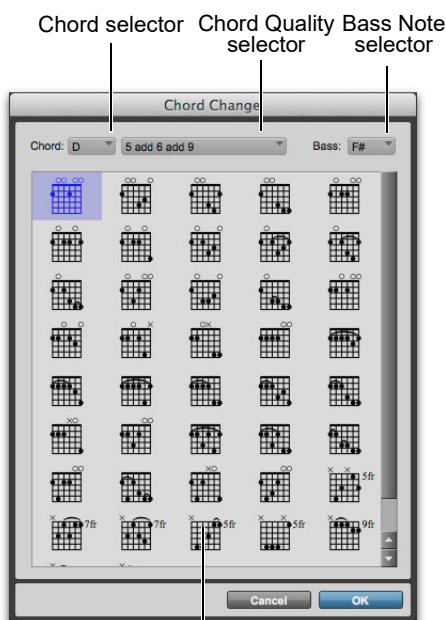 Chord selector Chord Quality selector Bass Note selector
Chord Change
Chord: D 5 add 6 add 9 Bass: F#
5fr
7fr 7fr 5fr 5fr 9fr
Cancel OK